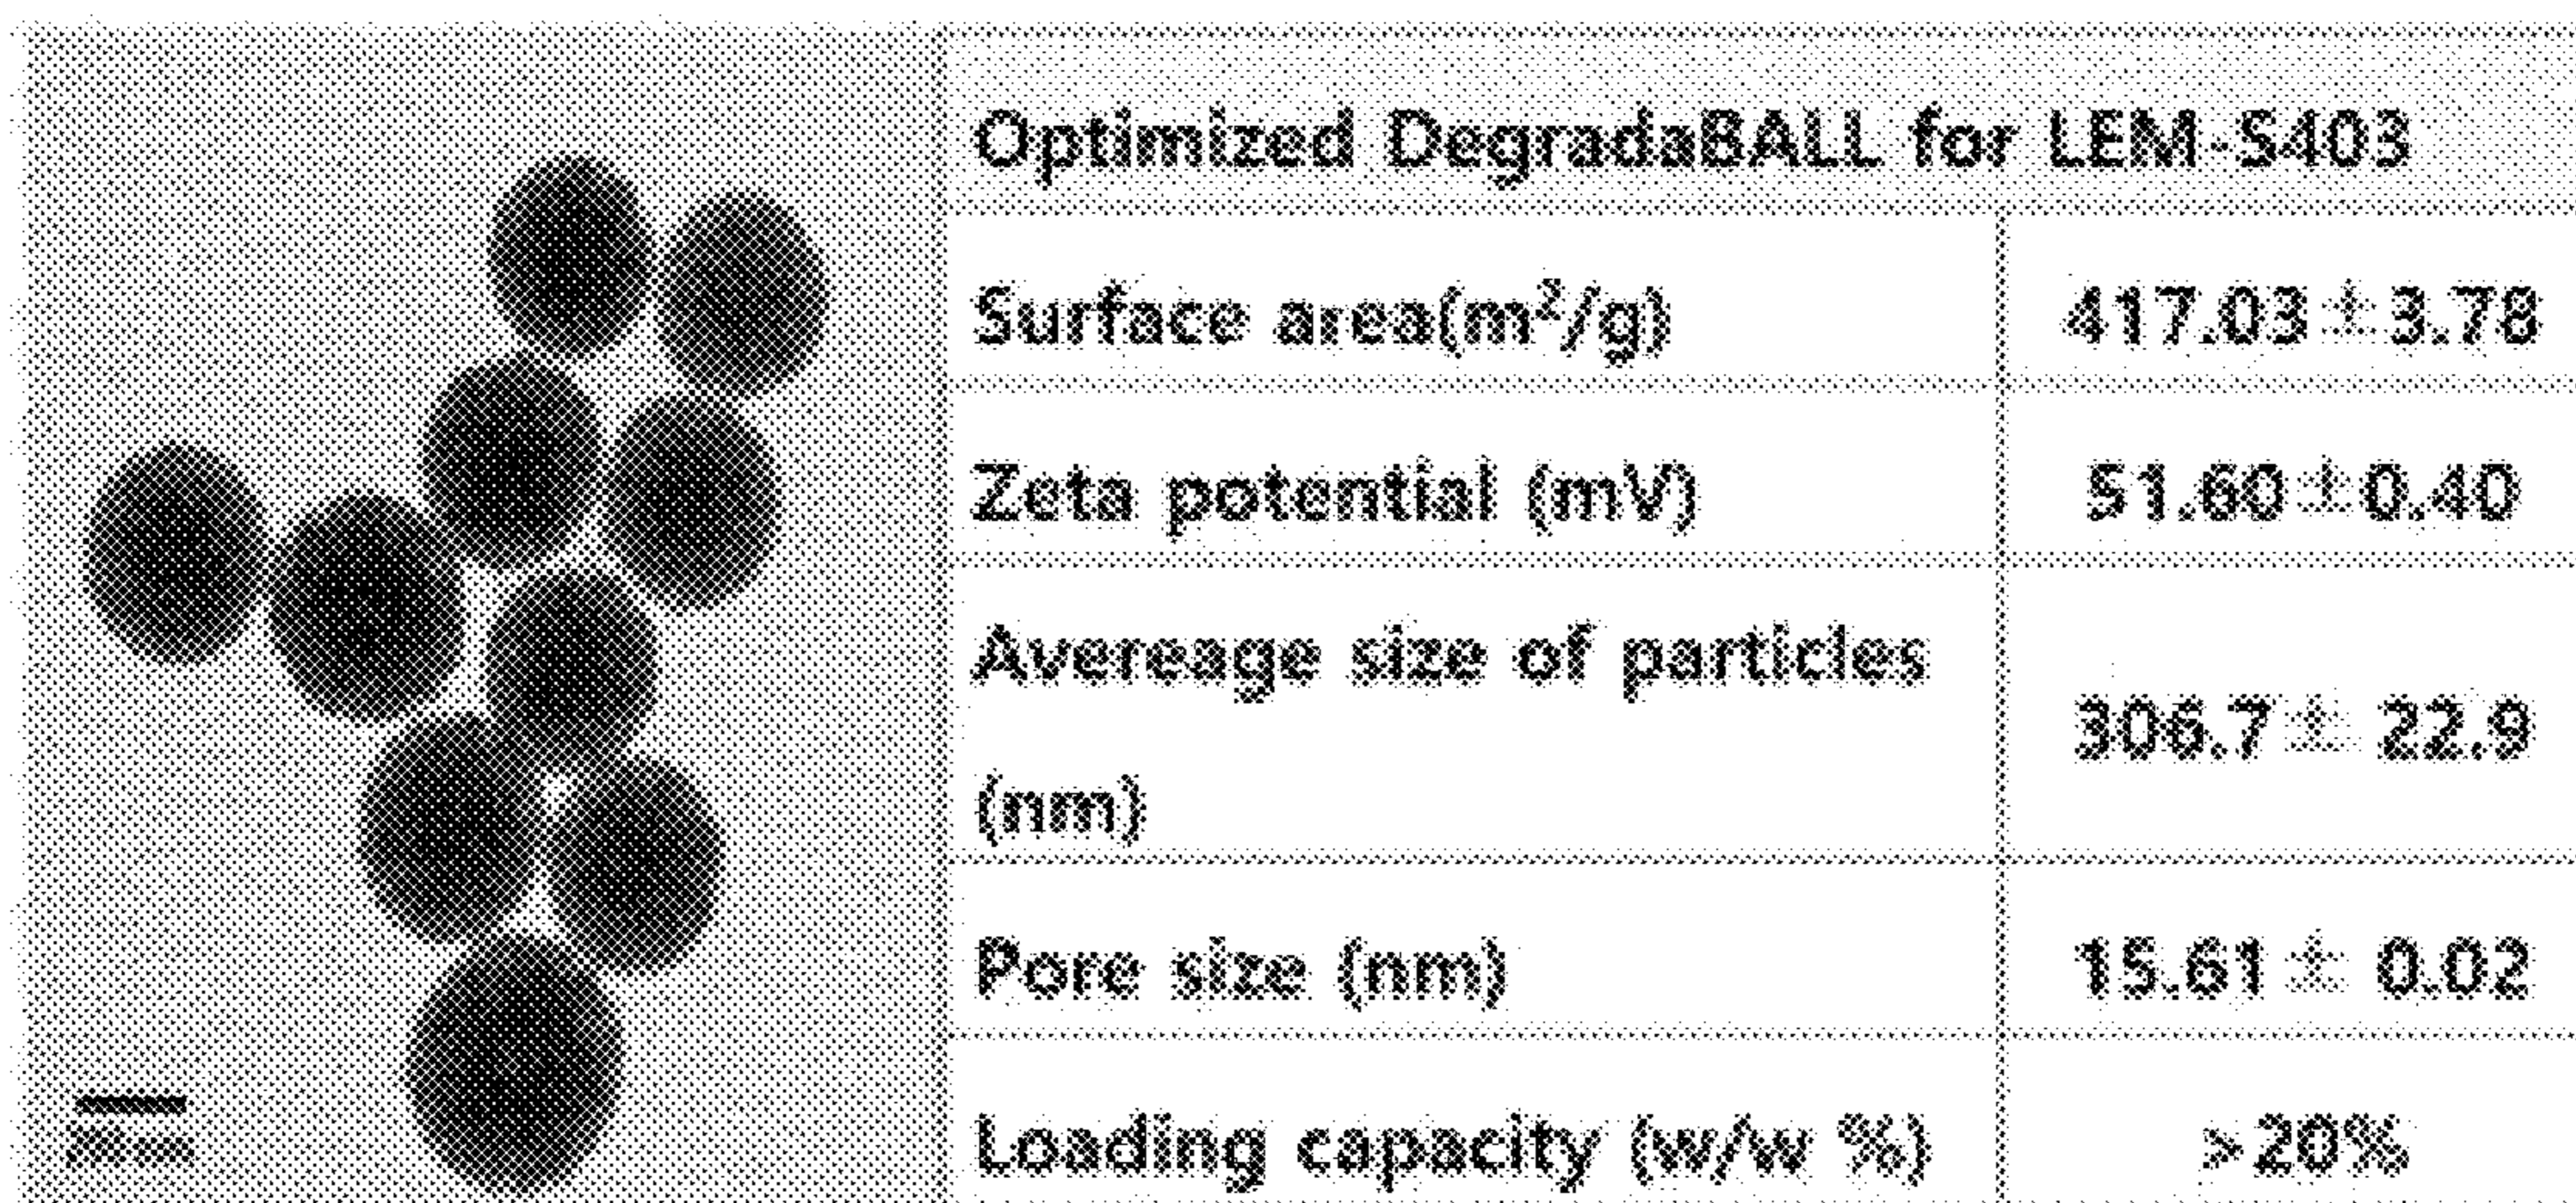 Optimized DegradaBALL for LEM-S403
Surface area(m²/g) 417.03 ± 3.78
Zeta potential (mV) 51.60 ± 0.40
Avereage size of particles
(nm) 306.7 ± 22.9
Pore size (nm) 15.61 ± 0.02
Loading capacity (w/w %) >20%